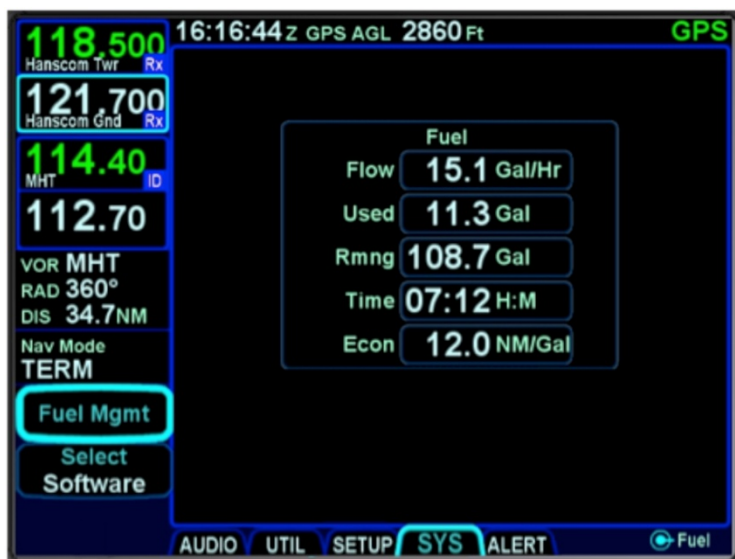 118.500
Hanscom Twr Rx
121.700
Hanscom Gnd Rx
114.40
MHT ID
112.70
VOR MHT
RAD 360°
DIS 34.7NM
Nav Mode
TERM
Fuel Mgmt
Select
Software
16:16:44 Z GPS AGL 2860 Ft GPS
Fuel
Flow 15.1 Gal/Hr
Used 11.3 Gal
Rmng 108.7 Gal
Time 07:12 H:M
Econ 12.0 NM/Gal
AUDIO UTIL SETUP SYS ALERT Fuel